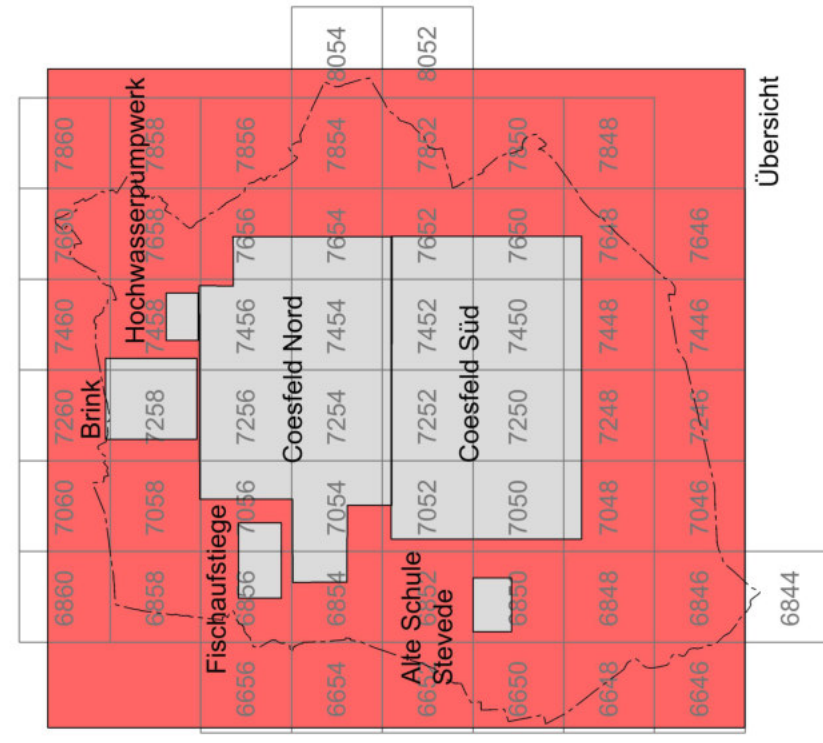 6860 7060 7260 7460 7660 7860
Brink
Hochwasserpumpwerk
6858 7058 7258 7458 7658 7858
Fischaufstiege
6656 6856 7056 7256 7456 7656 7856
Coesfeld Nord
6654 6854 7054 7254 7454 7654 7854 8054
Alte Schule
Stevede
6652 6852 7052 7252 7452 7652 7852 8052
Coesfeld Süd
6650 6850 7050 7250 7450 7650 7850
6648 6848 7048 7248 7448 7648 7848
6646 6846 7046 7246 7446 7646
Übersicht
6844